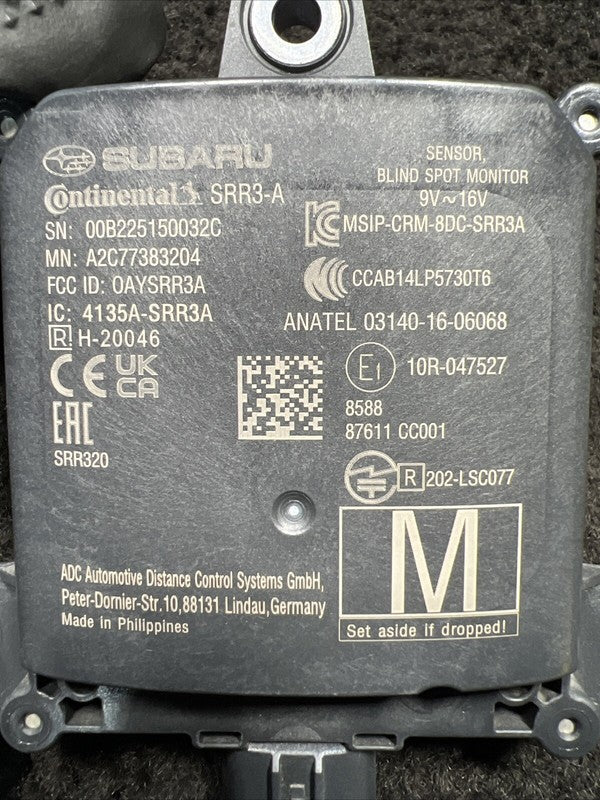 SUBARU
Continental SRR3-A
SN: 00B225150032C
MN: A2C77383204
FCC ID: OAYSRR3A
IC: 4135A-SRR3A
R H-20046
CE UK CA
EAC
SRR320
SENSOR,
BLIND SPOT MONITOR
9V~16V
KC MSIP-CRM-8DC-SRR3A
CCAB14LP5730T6
ANATEL 03140-16-06068
E1 10R-047527
8588
87611 CC001
R 202-LSC077
M
Set aside if dropped!
ADC Automotive Distance Control Systems GmbH,
Peter-Dornier-Str.10,88131 Lindau,Germany
Made in Philippines